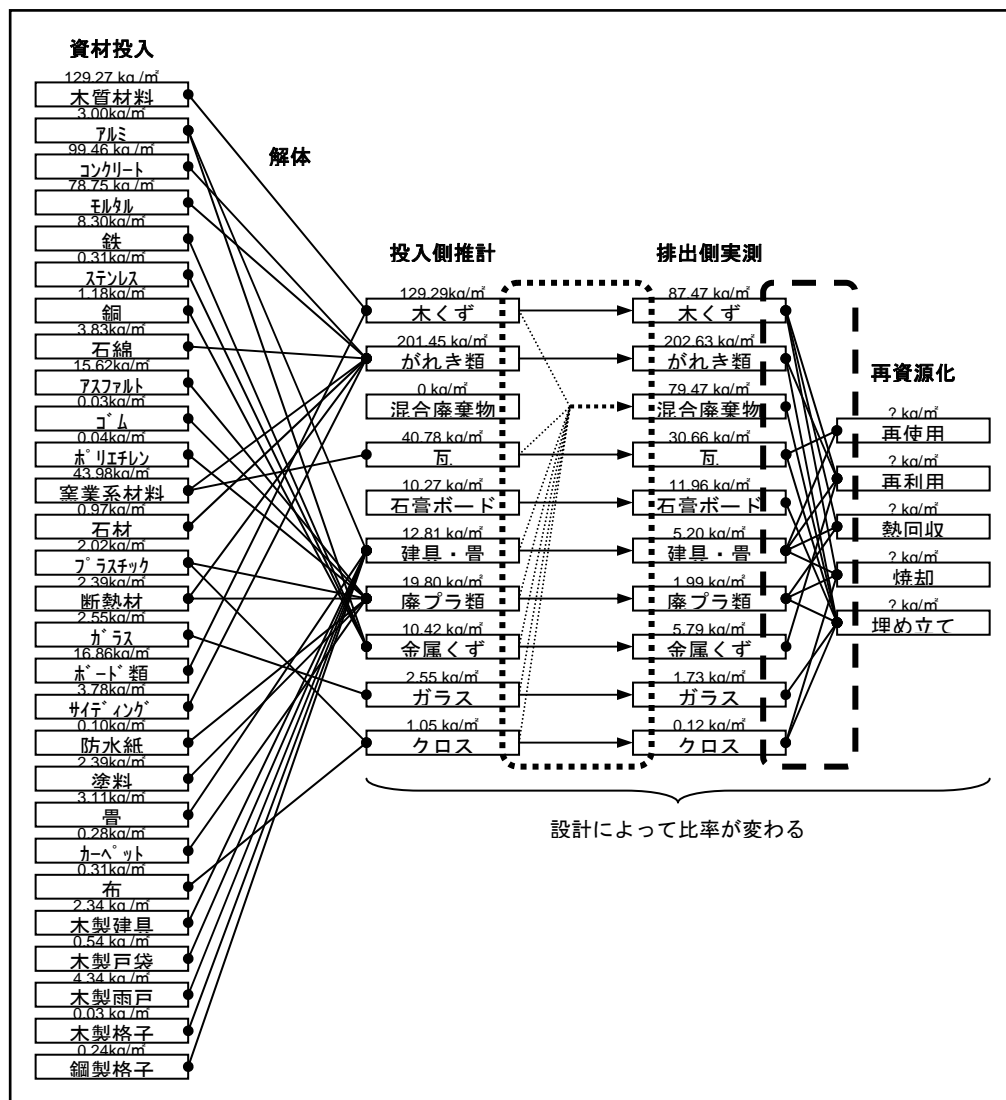 資材投入
129.27 kg /㎡
木質材料
3.00kg/㎡
アルミ
99.46 kg/㎡
コンクリート
78.75 kg/㎡
モルタル
8.30kg/㎡
鉄
0.31kg/㎡
ステンレス
1.18kg/㎡
銅
3.83kg/㎡
石綿
15.62kg/㎡
アスファルト
0.03kg/㎡
ゴム
0.04kg/㎡
ポリエチレン
43.98kg/㎡
窯業系材料
0.97kg/㎡
石材
2.02kg/㎡
プラスチック
2.39kg/㎡
断熱材
2.55kg/㎡
ガラス
16.86kg/㎡
ボード類
3.78kg/㎡
サイディング
0.10kg/㎡
防水紙
2.39kg/㎡
塗料
3.11kg/㎡
畳
0.28kg/㎡
カーペット
0.31kg/㎡
布
2.34 kg /㎡
木製建具
0.54 kg /㎡
木製戸袋
4.34 kg /㎡
木製雨戸
0.03 kg/㎡
木製格子
0.24kg/㎡
鋼製格子
解体
投入側推計
129.29kg/㎡
木くず
201.45 kg/㎡
がれき類
0 kg/㎡
混合廃棄物
40.78 kg/㎡
瓦
10.27 kg/㎡
石膏ボード
12.81 kg/㎡
建具・畳
19.80 kg/㎡
廃プラ類
10.42 kg/㎡
金属くず
2.55 kg/㎡
ガラス
1.05 kg/㎡
クロス
排出側実測
87.47 kg/㎡
木くず
202.63 kg/㎡
がれき類
79.47 kg/㎡
混合廃棄物
30.66 kg/㎡
瓦
11.96 kg/㎡
石膏ボード
5.20 kg/㎡
建具・畳
1.99 kg/㎡
廃プラ類
5.79 kg/㎡
金属くず
1.73 kg/㎡
ガラス
0.12 kg/㎡
クロス
再資源化
? kg/㎡
再使用
? kg/㎡
再利用
? kg/㎡
熱回収
? kg/㎡
焼却
? kg/㎡
埋め立て
設計によって比率が変わる